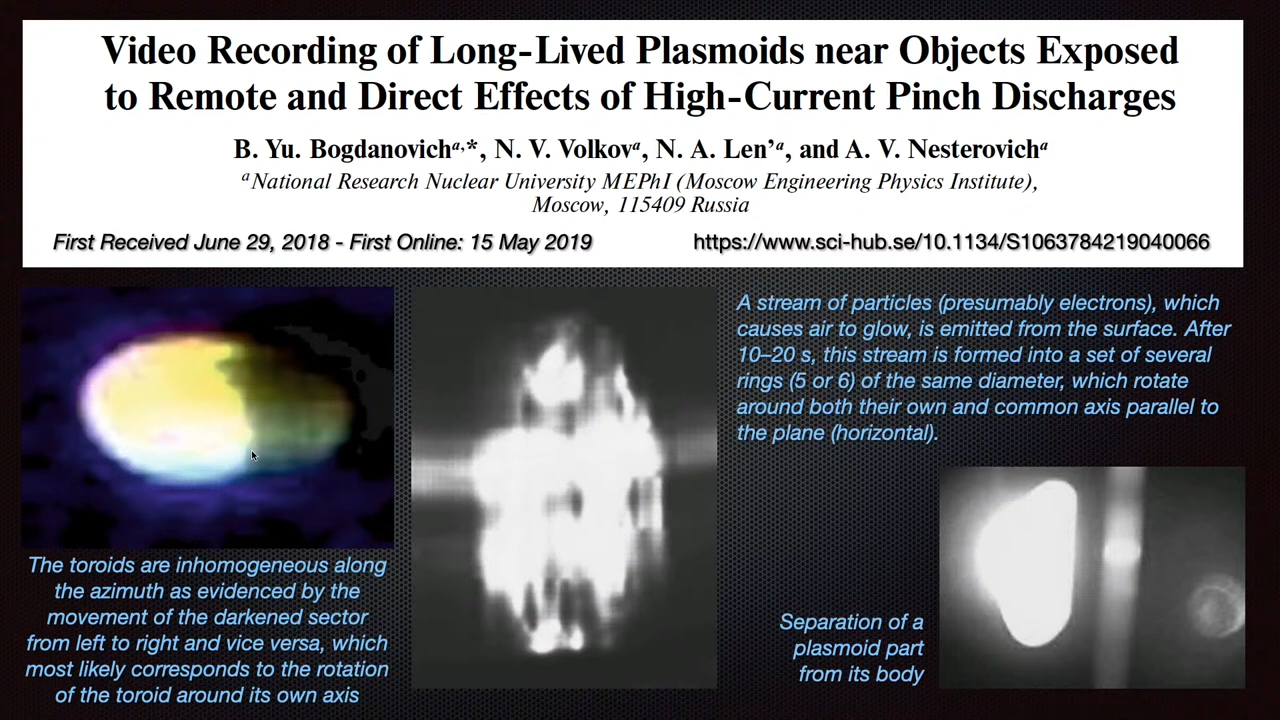 Video Recording of Long-Lived Plasmoids near Objects Exposed
to Remote and Direct Effects of High-Current Pinch Discharges
B. Yu. Bogdanovichᵃ,*, N. V. Volkovᵃ, N. A. Len’ᵃ, and A. V. Nesterovichᵃ
ᵃ National Research Nuclear University MEPhI (Moscow Engineering Physics Institute),
Moscow, 115409 Russia
First Received June 29, 2018 - First Online: 15 May 2019
https://www.sci-hub.se/10.1134/S1063784219040066
A stream of particles (presumably electrons), which
causes air to glow, is emitted from the surface. After
10–20 s, this stream is formed into a set of several
rings (5 or 6) of the same diameter, which rotate
around both their own and common axis parallel to
the plane (horizontal).
The toroids are inhomogeneous along
the azimuth as evidenced by the
movement of the darkened sector
from left to right and vice versa, which
most likely corresponds to the rotation
of the toroid around its own axis
Separation of a
plasmoid part
from its body